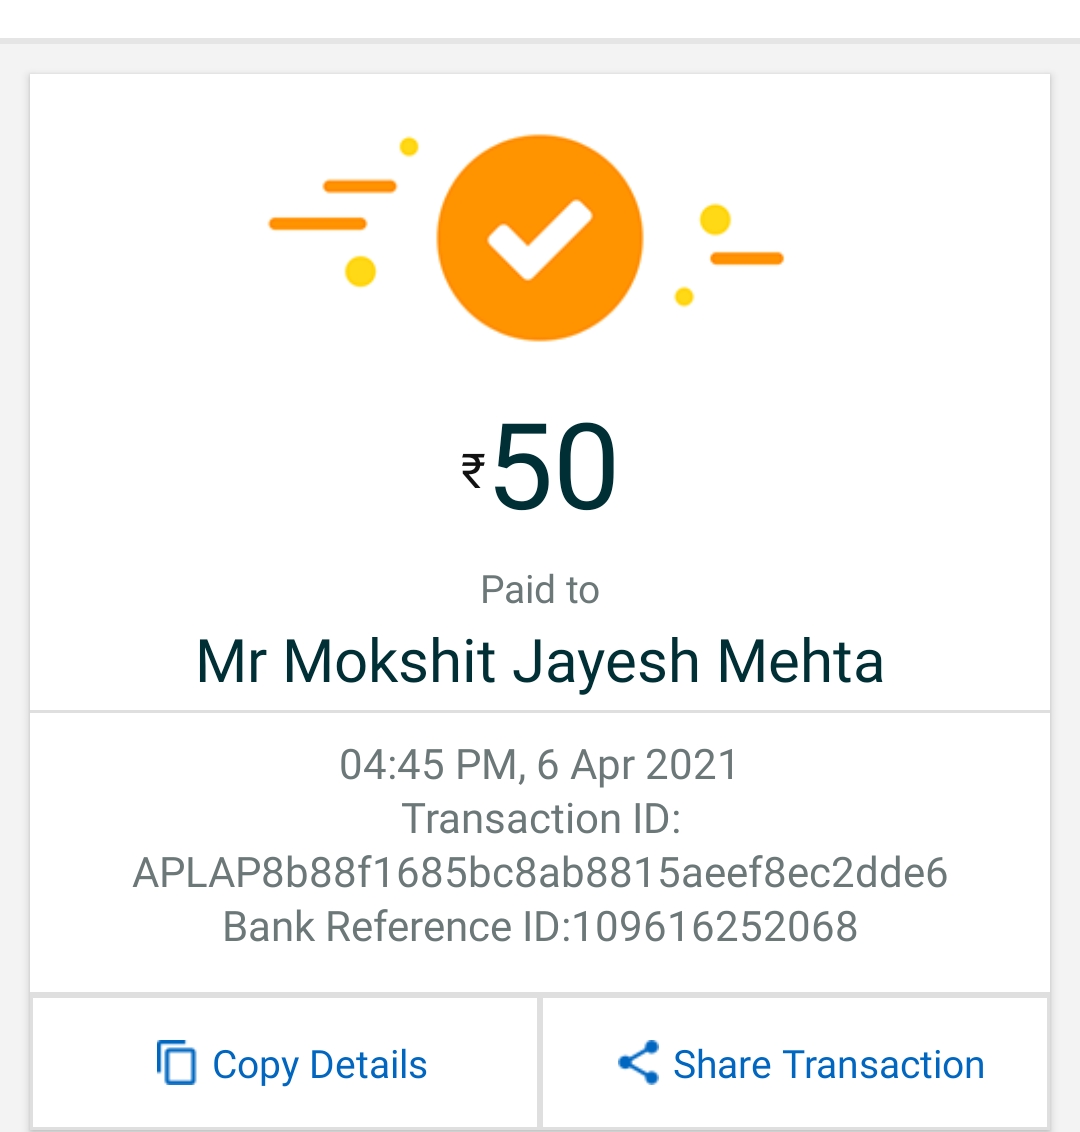 ₹50
Paid to
Mr Mokshit Jayesh Mehta
04:45 PM, 6 Apr 2021
Transaction ID:
APLAP8b88f1685bc8ab8815aeef8ec2dde6
Bank Reference ID:109616252068
Copy Details
Share Transaction